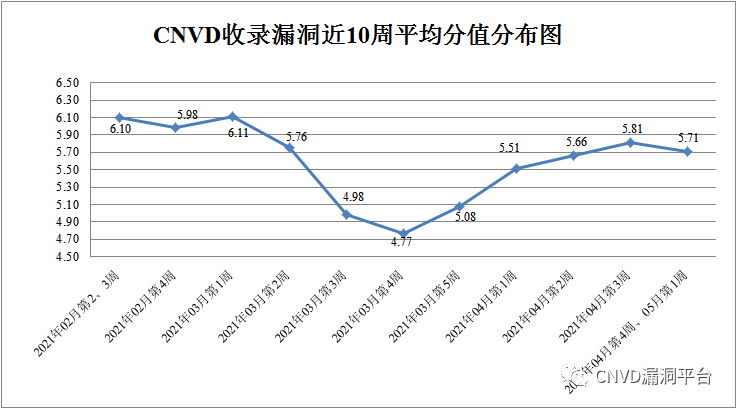 CNVD收录漏洞近10周平均分值分布图
6.50
6.30
6.10
5.90
5.70
5.50
5.30
5.10
4.90
4.70
4.50
6.10
5.98
6.11
5.76
4.98
4.77
5.08
5.51
5.66
5.81
5.71
2021年02月第2、3周
2021年02月第4周
2021年03月第1周
2021年03月第2周
2021年03月第3周
2021年03月第4周
2021年03月第5周
2021年04月第1周
2021年04月第2周
2021年04月第3周
2021年04月第4周、05月第1周
CNVD漏洞平台